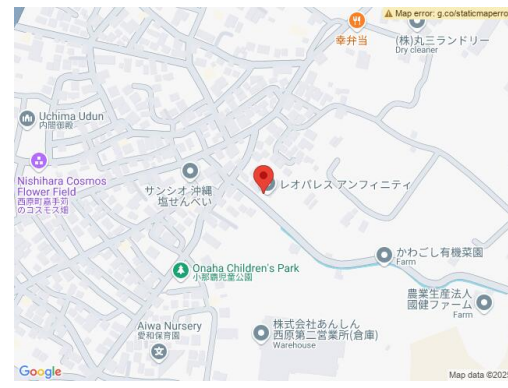 Map error: g.co/staticmaperro
幸弁当
(株)丸三ランドリー
Dry cleaner
Uchima Udun
内間御殿
Nishihara Cosmos
Flower Field
西原町嘉手苅
のコスモス畑
サンシオ 沖縄
塩せんべい
レオパレス アンフィニティ
かわごし有機菜園
Farm
Onaha Children's Park
小那覇児童公園
農業生産法人
國健ファーム
Farm
Aiwa Nursery
愛和保育園
株式会社あんしん
西原第二営業所(倉庫)
Warehouse
Google
Map data ©2025